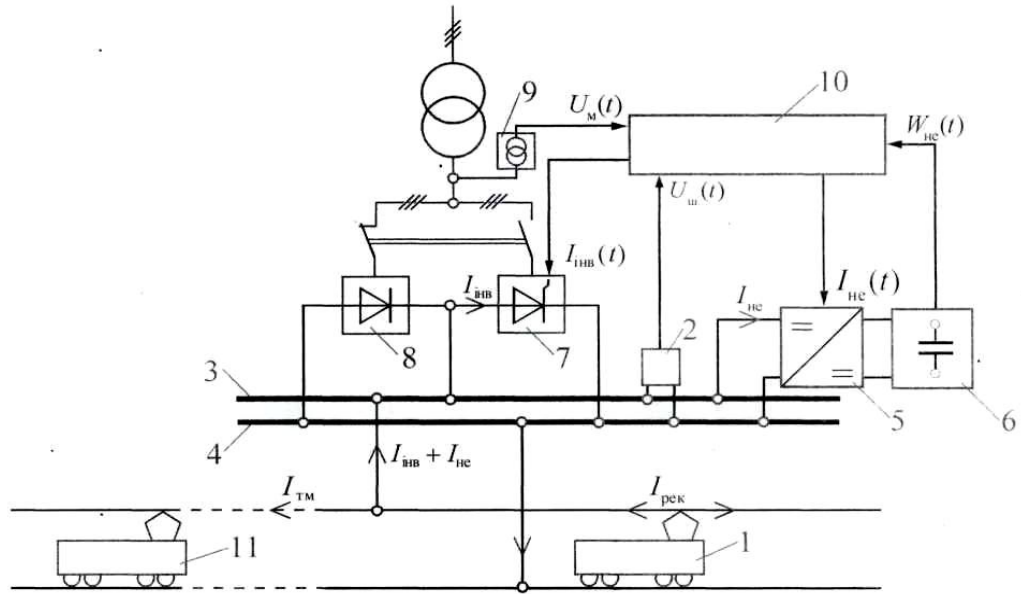 9
U_м(t)
10
W_не(t)
U_ш(t)
I_інв(t)
I_інв
I_не(t)
I_не
8
7
2
3
5
6
4
I_інв + I_не
I_тм
I_рек
11
1